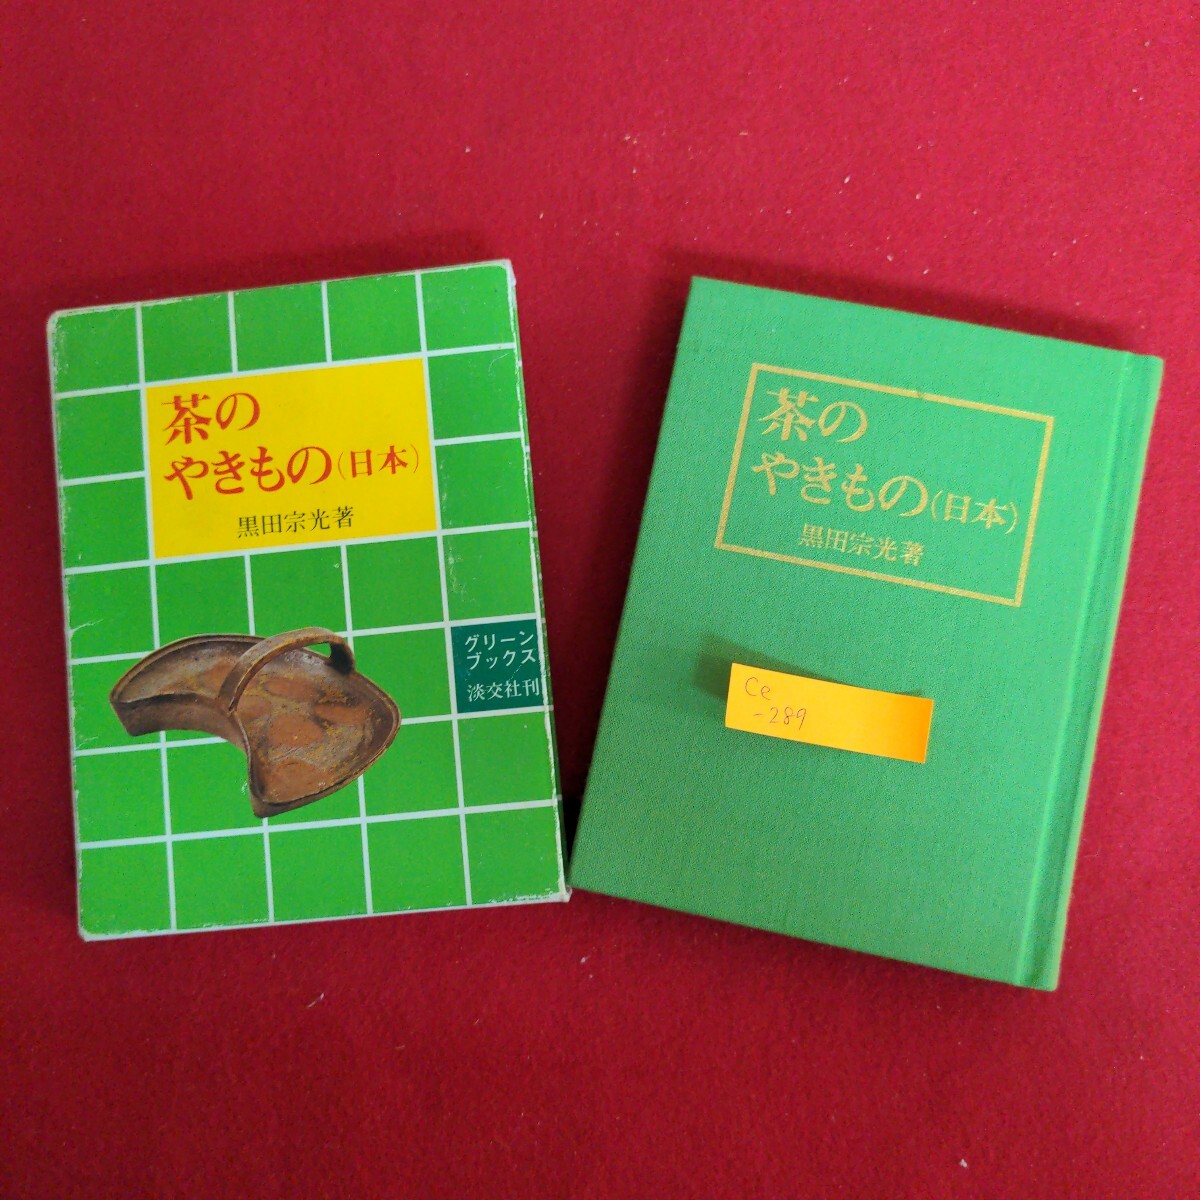 茶の
やきもの(日本)
黒田宗光著
グリーン
ブックス
淡交社刊
茶の
やきもの(日本)
黒田宗光著
Ce
-289